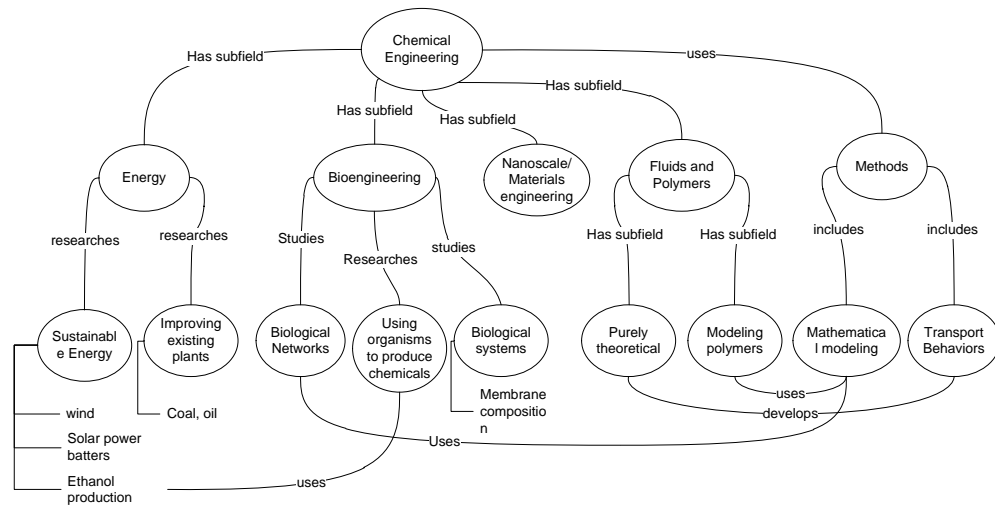 Chemical
Engineering
Has subfield
uses
Has subfield
Has subfield
Has subfield
Energy
Bioengineering
Nanoscale/
Materials
engineering
Fluids and
Polymers
Methods
researches
researches
Studies
Researches
studies
Has subfield
Has subfield
includes
includes
Sustainabl
e Energy
Improving
existing
plants
Biological
Networks
Using
organisms
to produce
chemicals
Biological
systems
Purely
theoretical
Modeling
polymers
Mathematica
l modeling
Transport
Behaviors
wind
Solar power
batters
Ethanol
production
Coal, oil
Membrane
compositio
n
uses
develops
Uses
uses